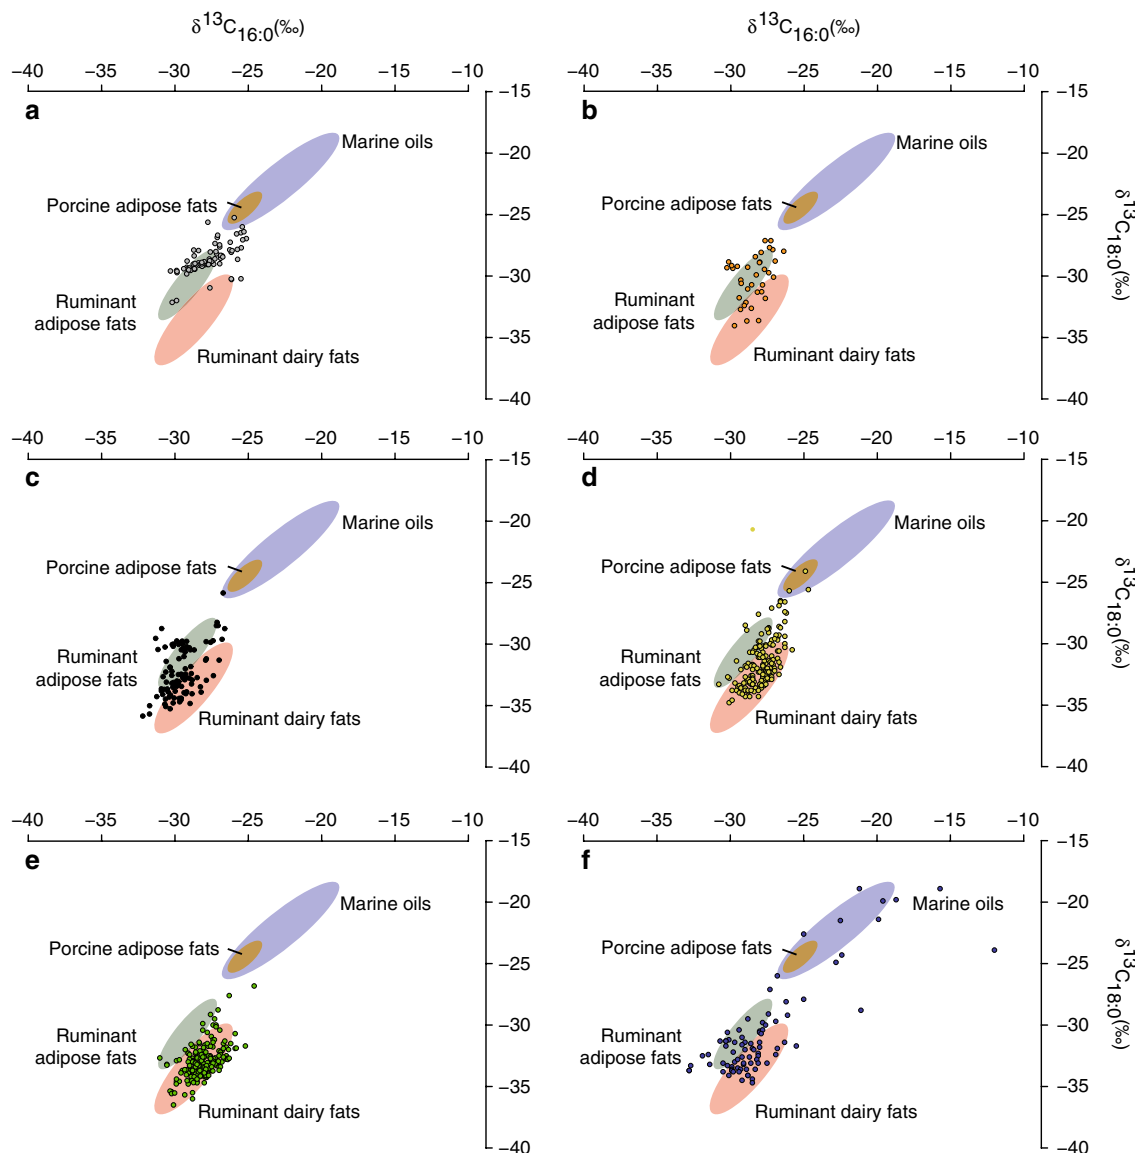 δ13C16:0(‰) δ13C16:0(‰)
−40 −35 −30 −25 −20 −15 −10 −40 −35 −30 −25 −20 −15 −10
a
Marine oils
Porcine adipose fats
Ruminant
adipose fats
Ruminant dairy fats
b
Marine oils
Porcine adipose fats
Ruminant
adipose fats
Ruminant dairy fats
−15
−20
−25
−30
−35
−40
−15
−20
−25
−30
−35
−40
δ13C18:0(‰)
−40 −35 −30 −25 −20 −15 −10 −40 −35 −30 −25 −20 −15 −10
c
Marine oils
Porcine adipose fats
Ruminant
adipose fats
Ruminant dairy fats
d
Marine oils
Porcine adipose fats
Ruminant
adipose fats
Ruminant dairy fats
−15
−20
−25
−30
−35
−40
−15
−20
−25
−30
−35
−40
δ13C18:0(‰)
−40 −35 −30 −25 −20 −15 −10 −40 −35 −30 −25 −20 −15 −10
e
Marine oils
Porcine adipose fats
Ruminant
adipose fats
Ruminant dairy fats
f
Marine oils
Porcine adipose fats
Ruminant
adipose fats
Ruminant dairy fats
−15
−20
−25
−30
−35
−40
−15
−20
−25
−30
−35
−40
δ13C18:0(‰)